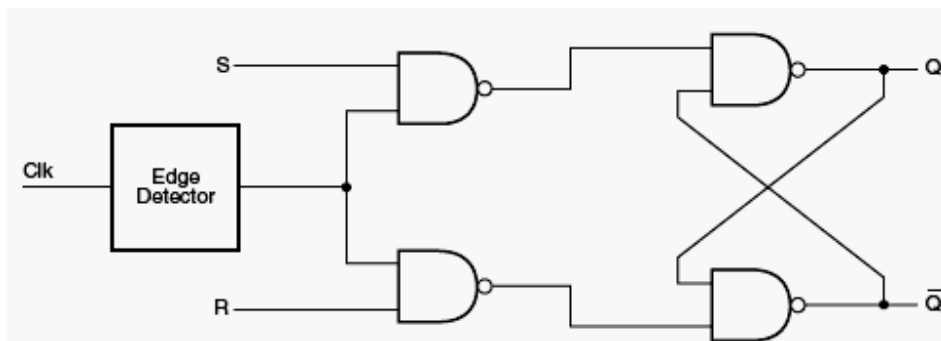 S
Q
Clk
Edge
Detector
R
Q̅